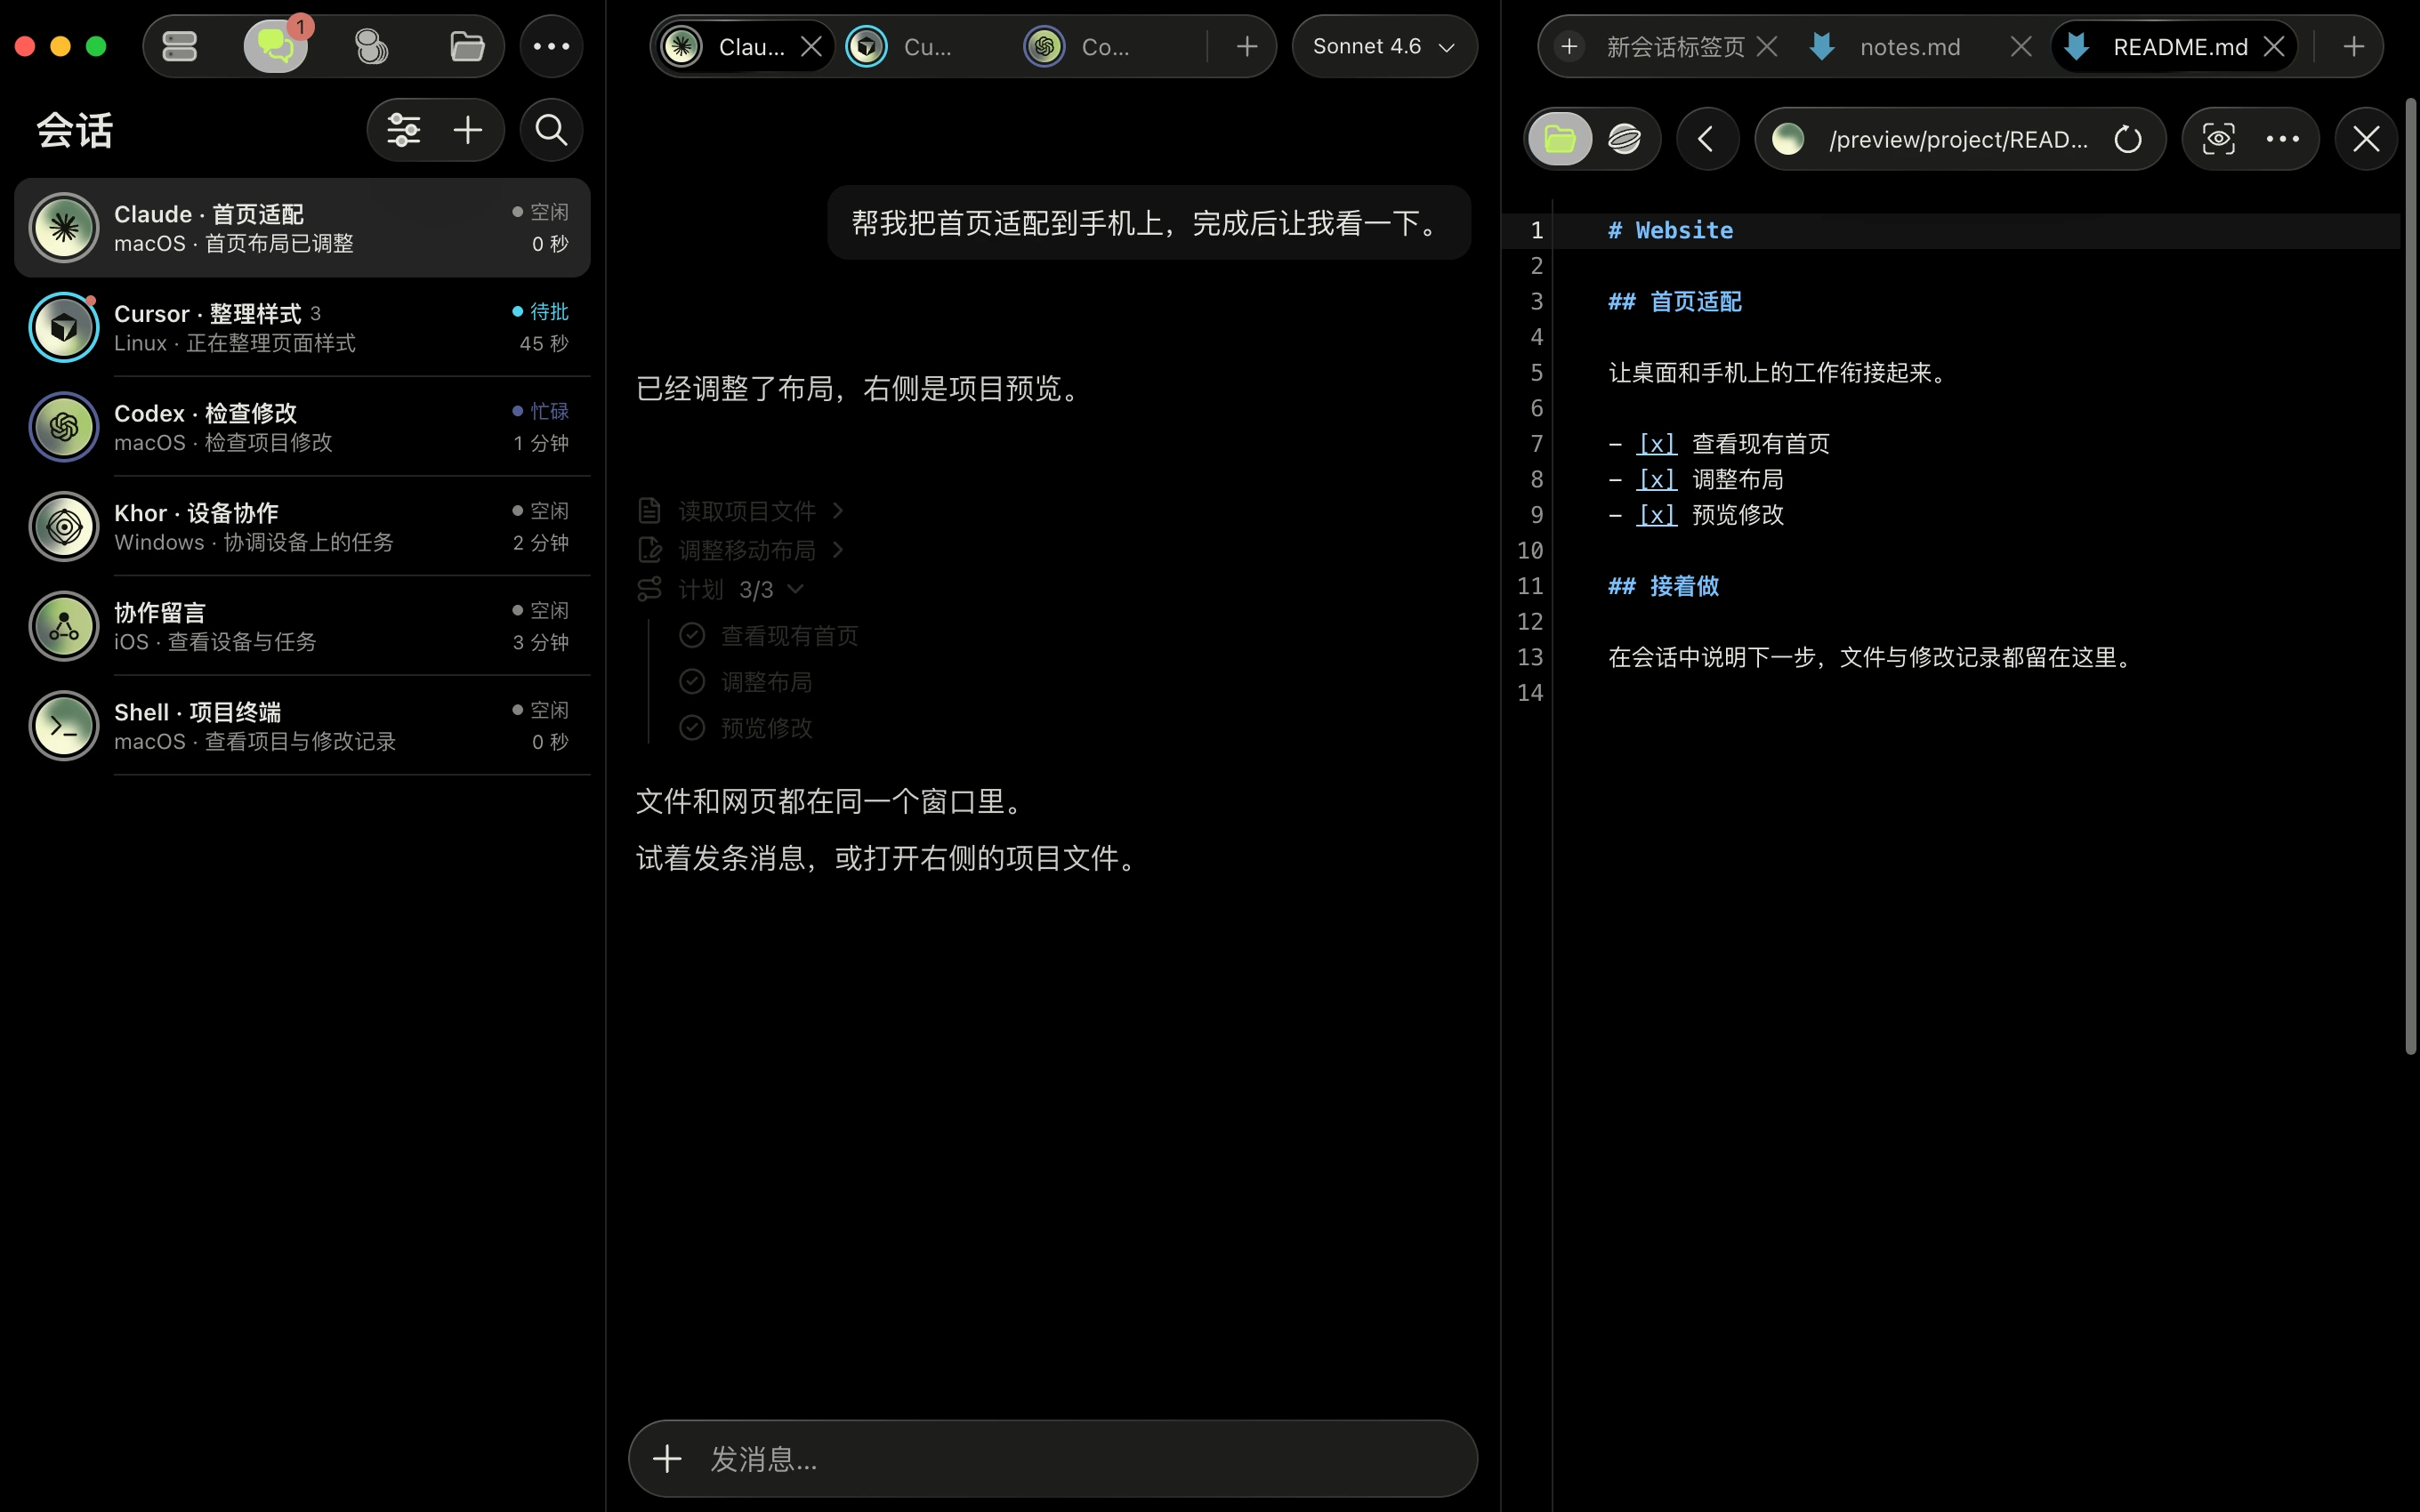 1
会话
Claude · 首页适配
空闲
macOS · 首页布局已调整
0 秒
Cursor · 整理样式 3
待批
Linux · 正在整理页面样式
45 秒
Codex · 检查修改
忙碌
macOS · 检查项目修改
1 分钟
Khor · 设备协作
空闲
Windows · 协调设备上的任务
2 分钟
协作留言
空闲
iOS · 查看设备与任务
3 分钟
Shell · 项目终端
空闲
macOS · 查看项目与修改记录
0 秒
Clau...
Cu...
Co...
Sonnet 4.6
帮我把首页适配到手机上，完成后让我看一下。
已经调整了布局，右侧是项目预览。
读取项目文件
调整移动布局
计划 3/3
查看现有首页
调整布局
预览修改
文件和网页都在同一个窗口里。
试着发条消息，或打开右侧的项目文件。
发消息...
新会话标签页
notes.md
README.md
/preview/project/READ...
1 # Website
2
3 ## 首页适配
4
5 让桌面和手机上的工作衔接起来。
6
7 - [x] 查看现有首页
8 - [x] 调整布局
9 - [x] 预览修改
10
11 ## 接着做
12
13 在会话中说明下一步，文件与修改记录都留在这里。
14